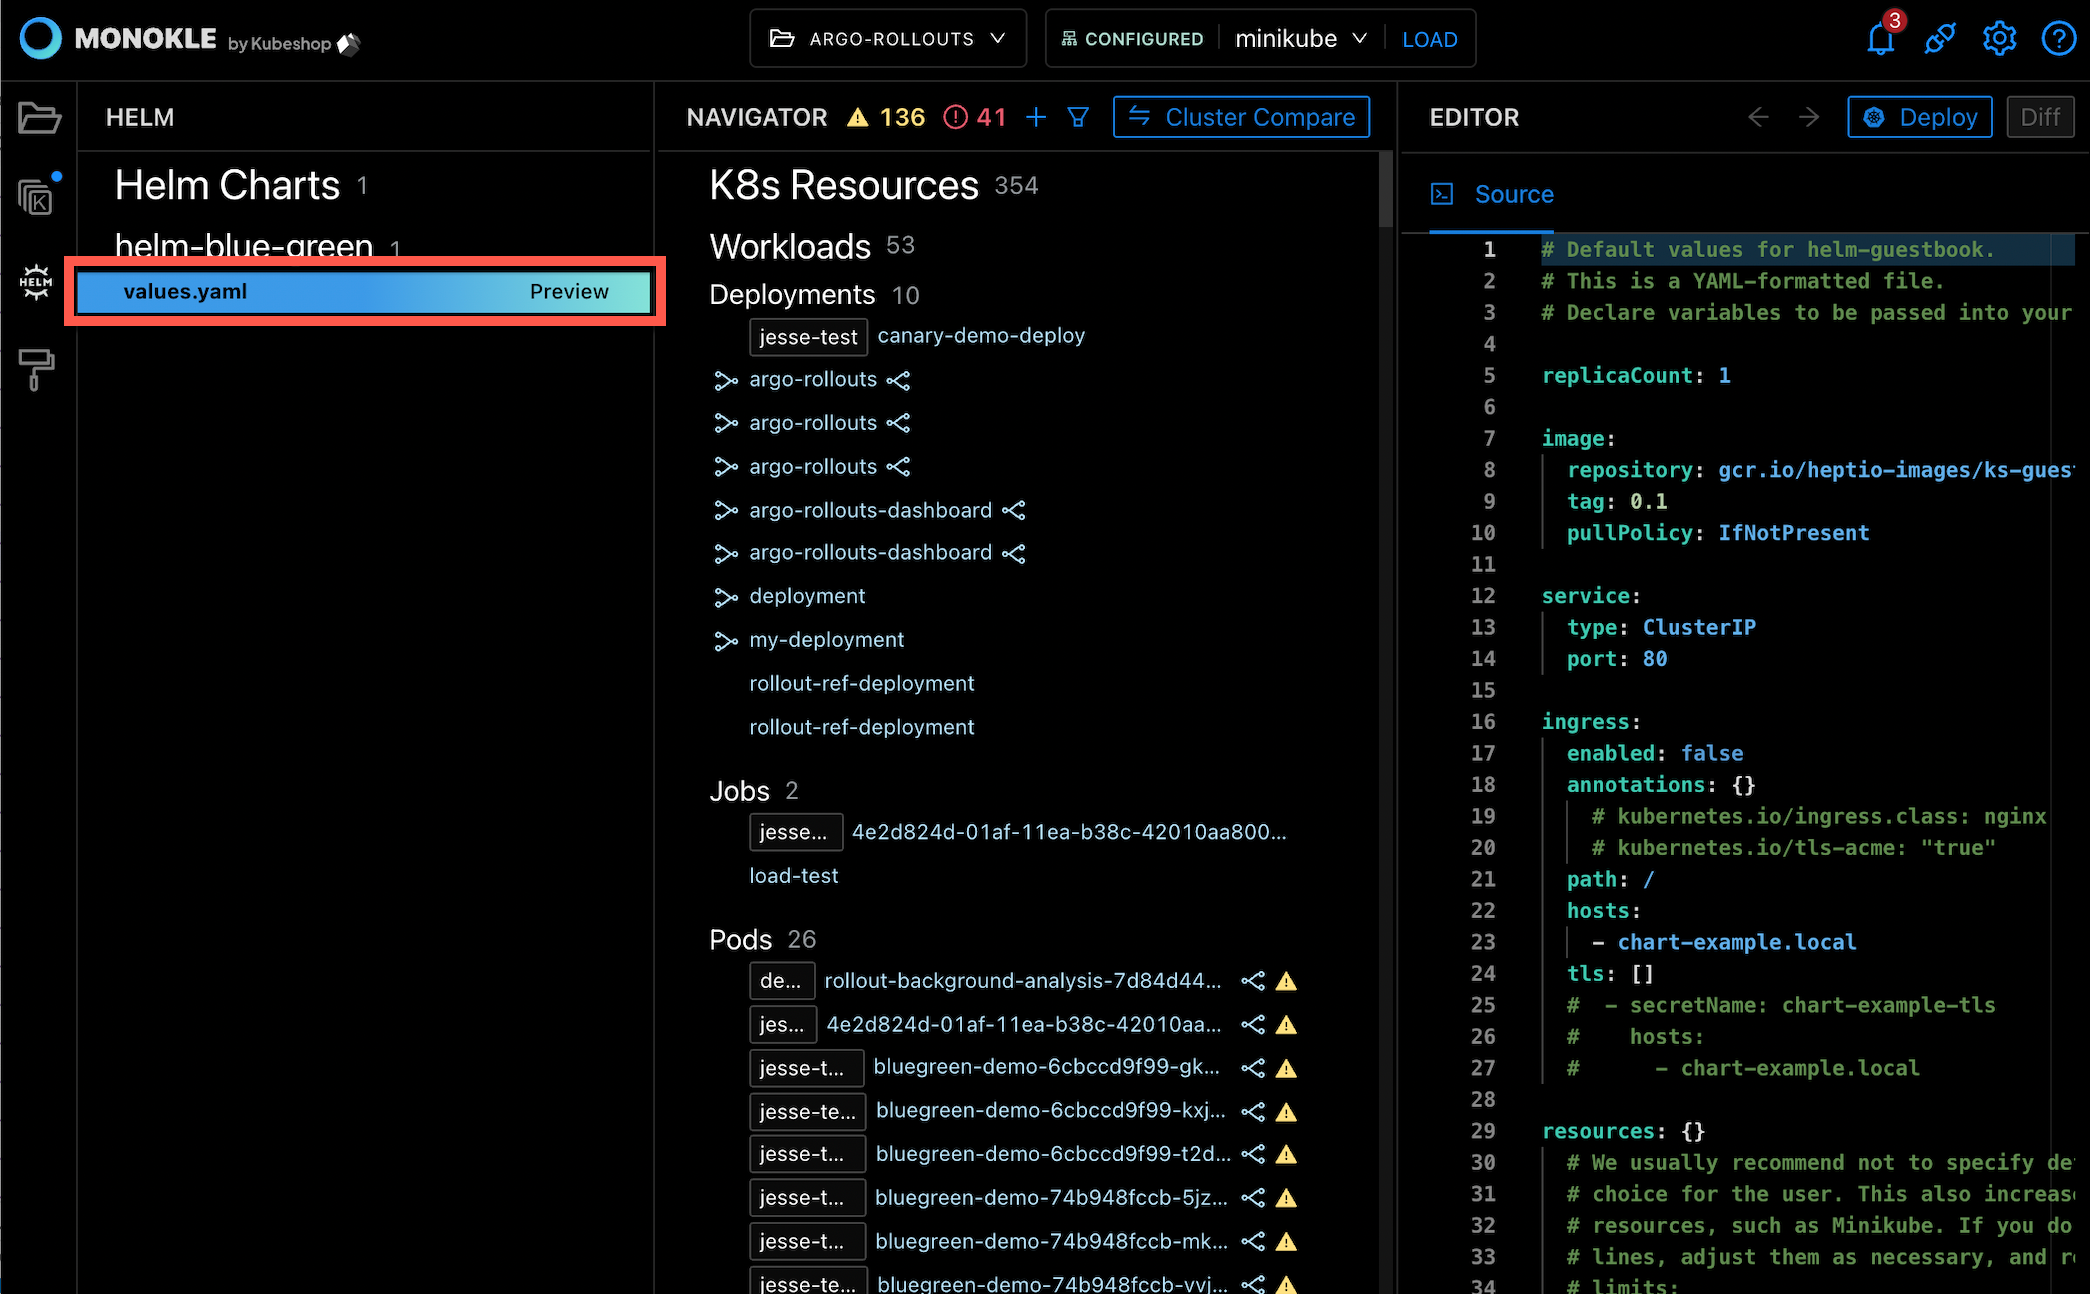 MONOKLE by Kubeshop
ARGO-ROLLOUTS
CONFIGURED minikube LOAD
3
HELM
Helm Charts 1
helm-blue-green 1
values.yaml Preview
K
HELM
NAVIGATOR 136 41 Cluster Compare
K8s Resources 354
Workloads 53
Deployments 10
jesse-test canary-demo-deploy
argo-rollouts
argo-rollouts
argo-rollouts
argo-rollouts-dashboard
argo-rollouts-dashboard
deployment
my-deployment
rollout-ref-deployment
rollout-ref-deployment
Jobs 2
jesse... 4e2d824d-01af-11ea-b38c-42010aa800...
load-test
Pods 26
de... rollout-background-analysis-7d84d44...
jes... 4e2d824d-01af-11ea-b38c-42010aa...
jesse-t... bluegreen-demo-6cbccd9f99-gk...
jesse-te... bluegreen-demo-6cbccd9f99-kxj...
jesse-t... bluegreen-demo-6cbccd9f99-t2d...
jesse-t... bluegreen-demo-74b948fccb-5jz...
jesse-t... bluegreen-demo-74b948fccb-mk...
jesse-te... bluegreen-demo-74b948fccb-vvj...
EDITOR Deploy Diff
Source
1 # Default values for helm-guestbook.
2 # This is a YAML-formatted file.
3 # Declare variables to be passed into your
4
5 replicaCount: 1
6
7 image:
8 repository: gcr.io/heptio-images/ks-gues
9 tag: 0.1
10 pullPolicy: IfNotPresent
11
12 service:
13 type: ClusterIP
14 port: 80
15
16 ingress:
17 enabled: false
18 annotations: {}
19 # kubernetes.io/ingress.class: nginx
20 # kubernetes.io/tls-acme: "true"
21 path: /
22 hosts:
23 - chart-example.local
24 tls: []
25 # - secretName: chart-example-tls
26 # hosts:
27 # - chart-example.local
28
29 resources: {}
30 # We usually recommend not to specify de
31 # choice for the user. This also increas
32 # resources, such as Minikube. If you do
33 # lines, adjust them as necessary, and r
34 # limits: